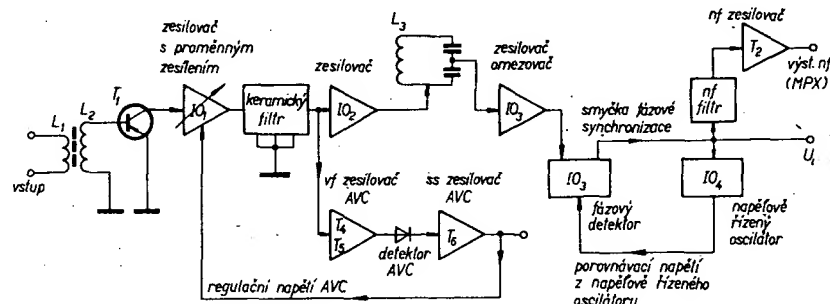 zesilovač
s proměnným
zesílením
T₁
L₁
L₂
vstup
IO₁
keramický
filtr
zesilovač
IO₂
L₃
zesilovač
omezovač
IO₃
smyčka fázové
synchronizace
nf zesilovač
T₂
výst. nf
(MPX)
nf
filtr
Uₗ
IO₃
fázový
detektor
IO₄
napěťově
řízený
oscilátor
vf zesilovač
AVC
T₄
T₅
detektor
AVC
ss zesilovač
AVC
T₆
regulační napětí AVC
porovnávací napětí
z napěťově řízeného
oscilátoru